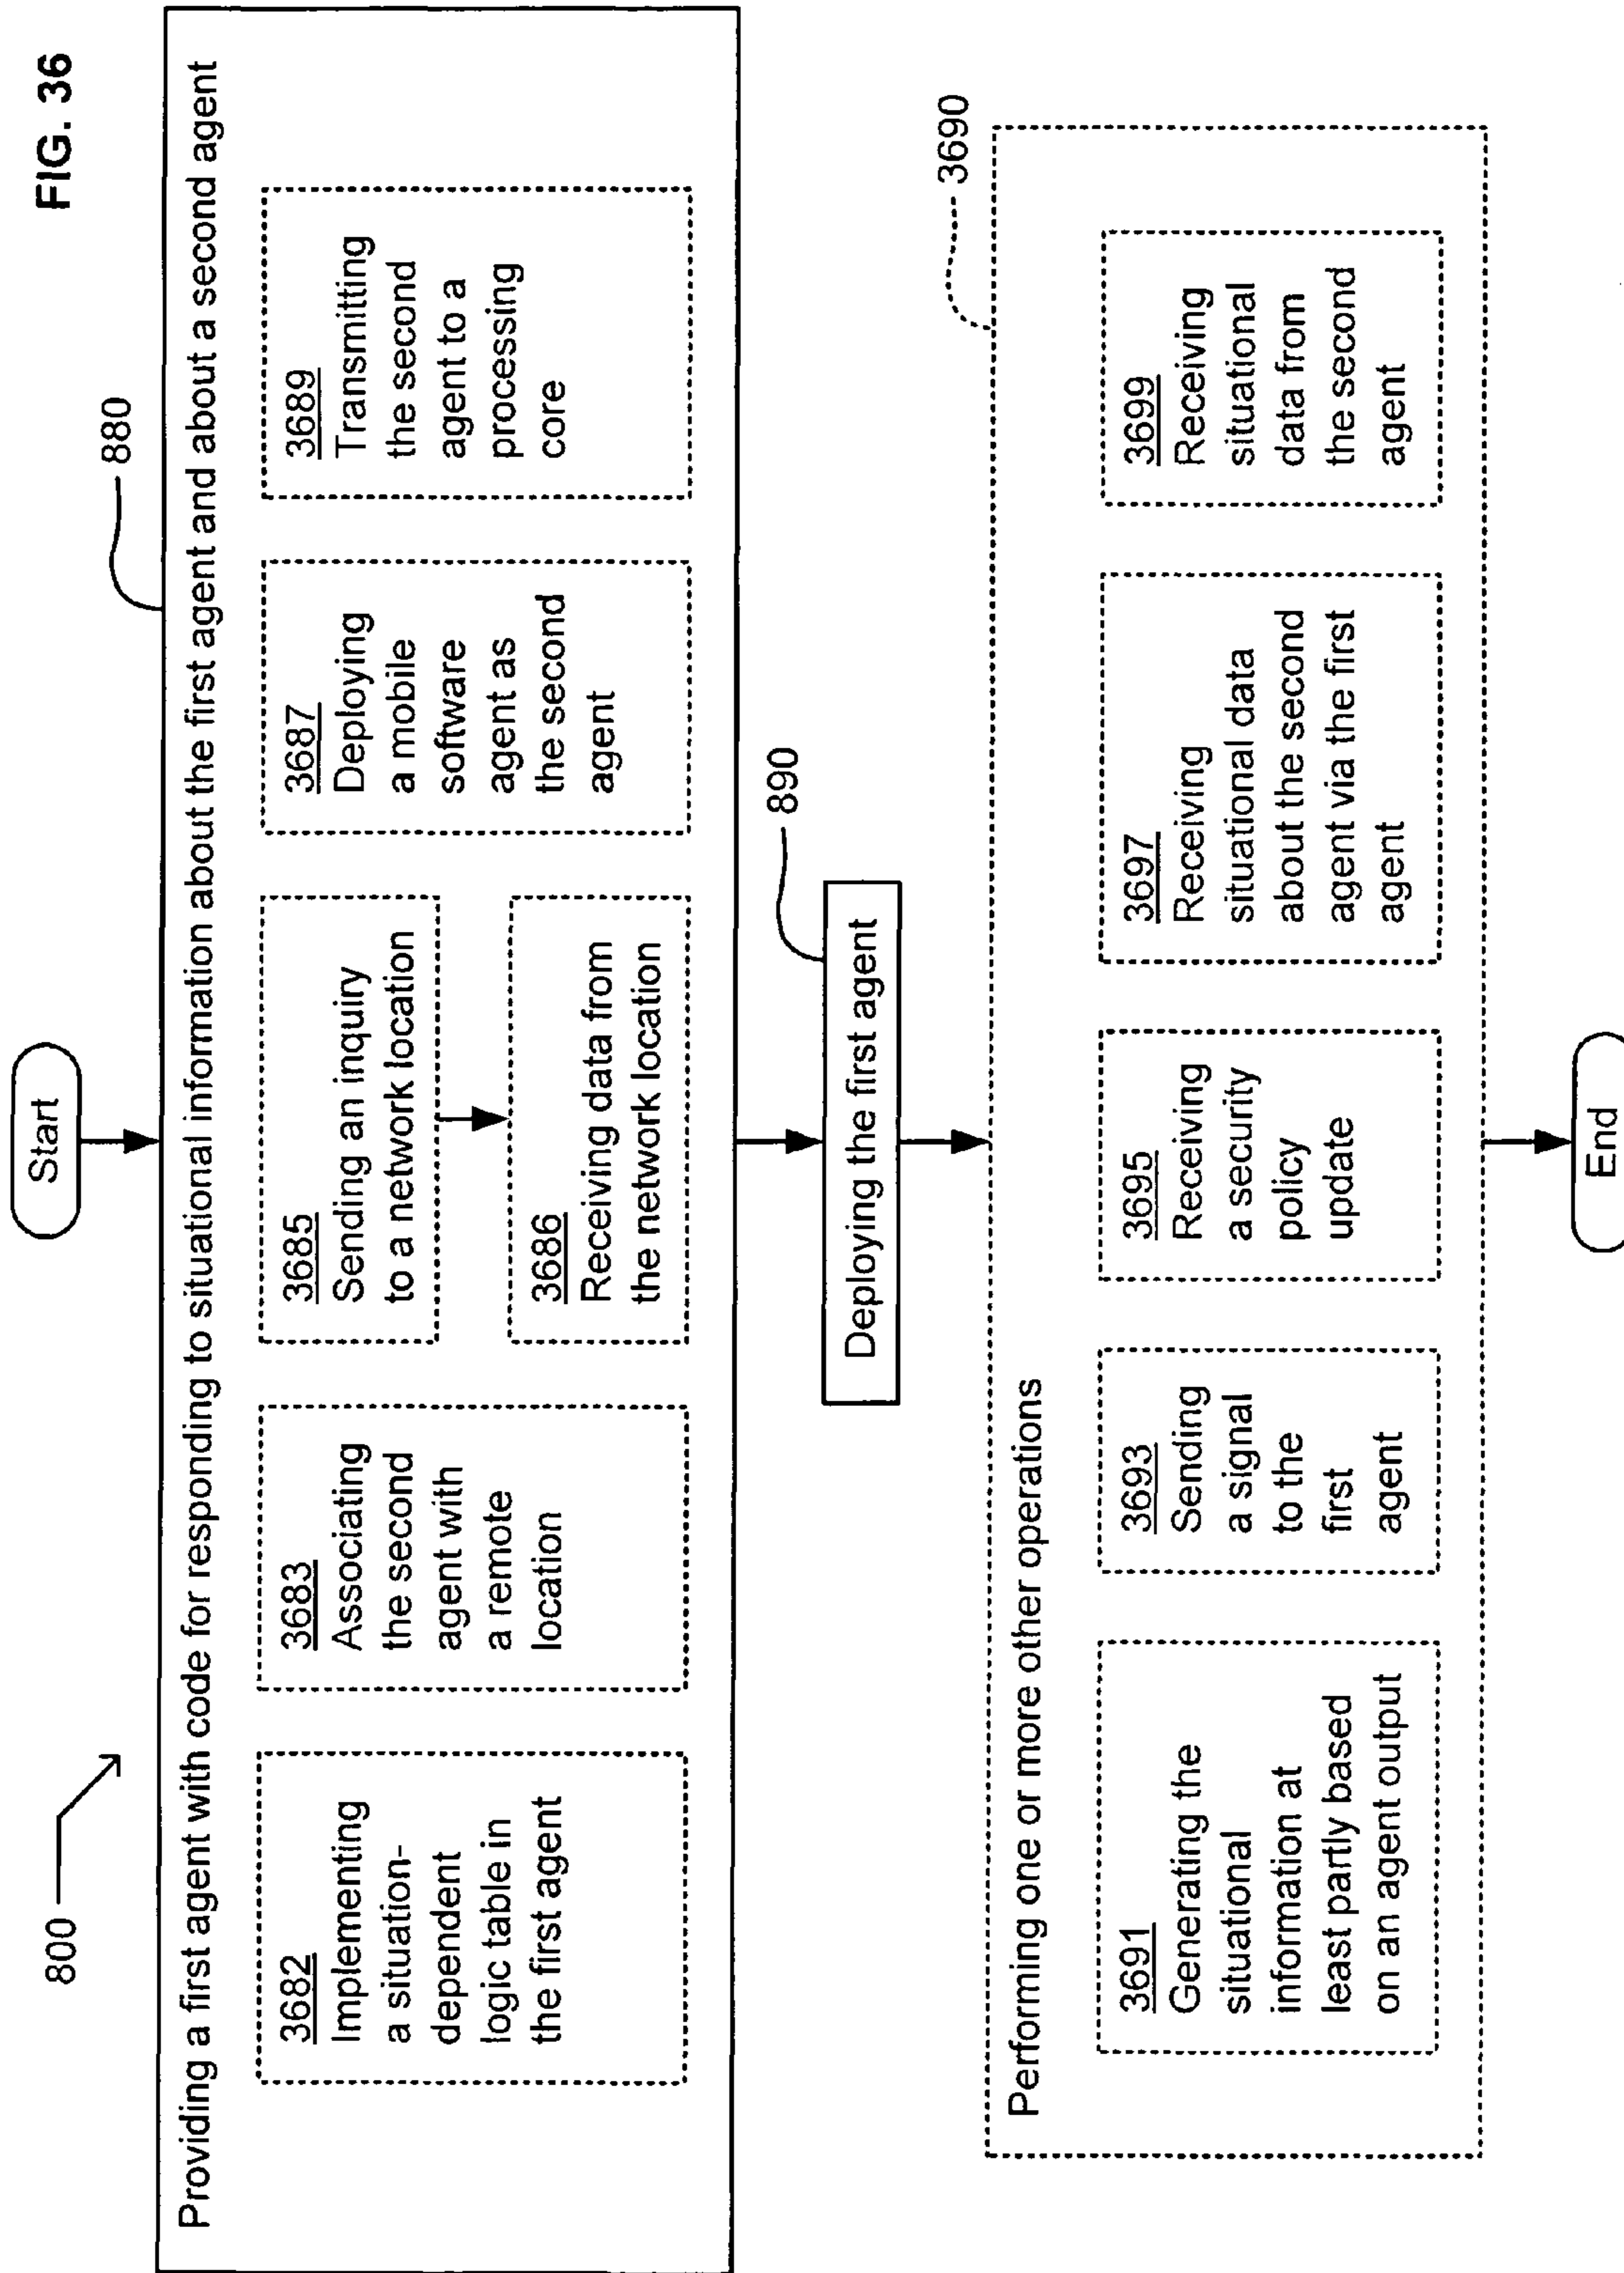 FIG. 36
800
Start
880
Providing a first agent with code for responding to situational information about the first agent and about a second agent
3682
Implementing
a situation-
dependent
logic table in
the first agent
3683
Associating
the second
agent with
a remote
location
3685
Sending an inquiry
to a network location
3686
Receiving data from
the network location
3687
Deploying
a mobile
software
agent as
the second
agent
3689
Transmitting
the second
agent to a
processing
core
890
Deploying the first agent
3690
Performing one or more other operations
3691
Generating the
situational
information at
least partly based
on an agent output
3693
Sending
a signal
to the
first
agent
3695
Receiving
a security
policy
update
3697
Receiving
situational data
about the second
agent via the first
agent
3699
Receiving
situational
data from
the second
agent
End